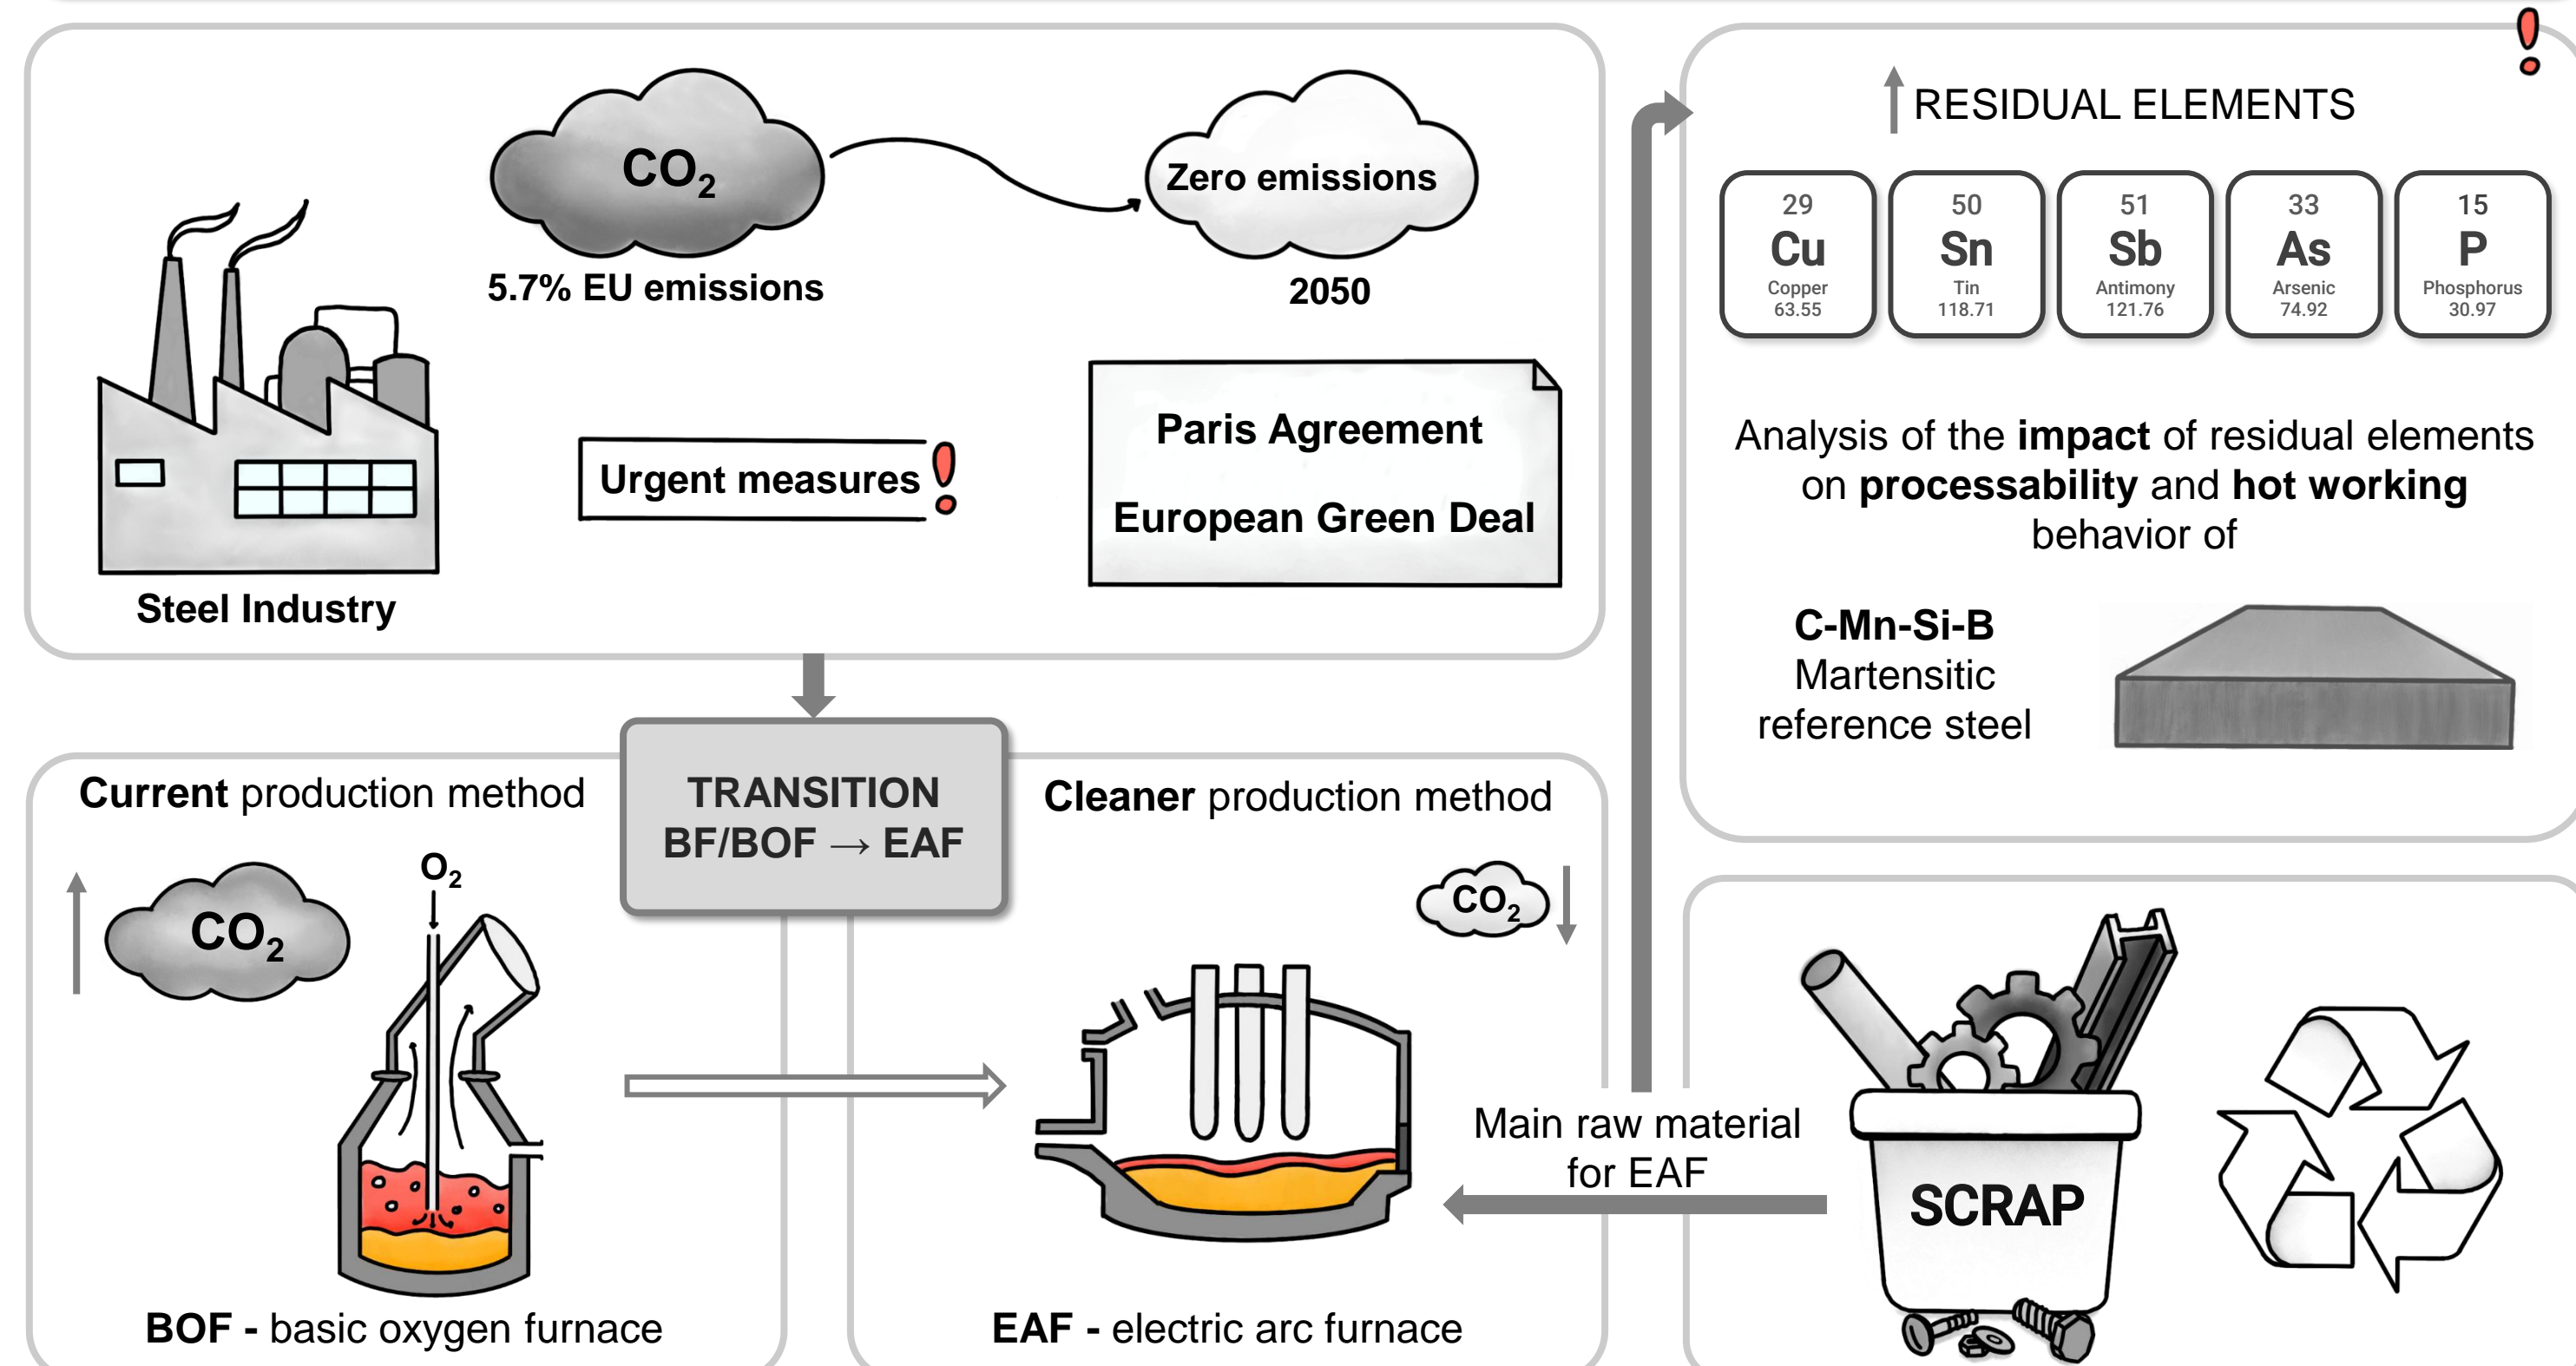 CO₂
Zero emissions
5.7% EU emissions
2050
Urgent measures
Paris Agreement
European Green Deal
Steel Industry
TRANSITION
BF/BOF → EAF
Current production method
O₂
CO₂
BOF - basic oxygen furnace
Cleaner production method
CO₂
EAF - electric arc furnace
Main raw material
for EAF
SCRAP
RESIDUAL ELEMENTS
29
Cu
Copper
63.55
50
Sn
Tin
118.71
51
Sb
Antimony
121.76
33
As
Arsenic
74.92
15
P
Phosphorus
30.97
Analysis of the impact of residual elements
on processability and hot working
behavior of
C-Mn-Si-B
Martensitic
reference steel